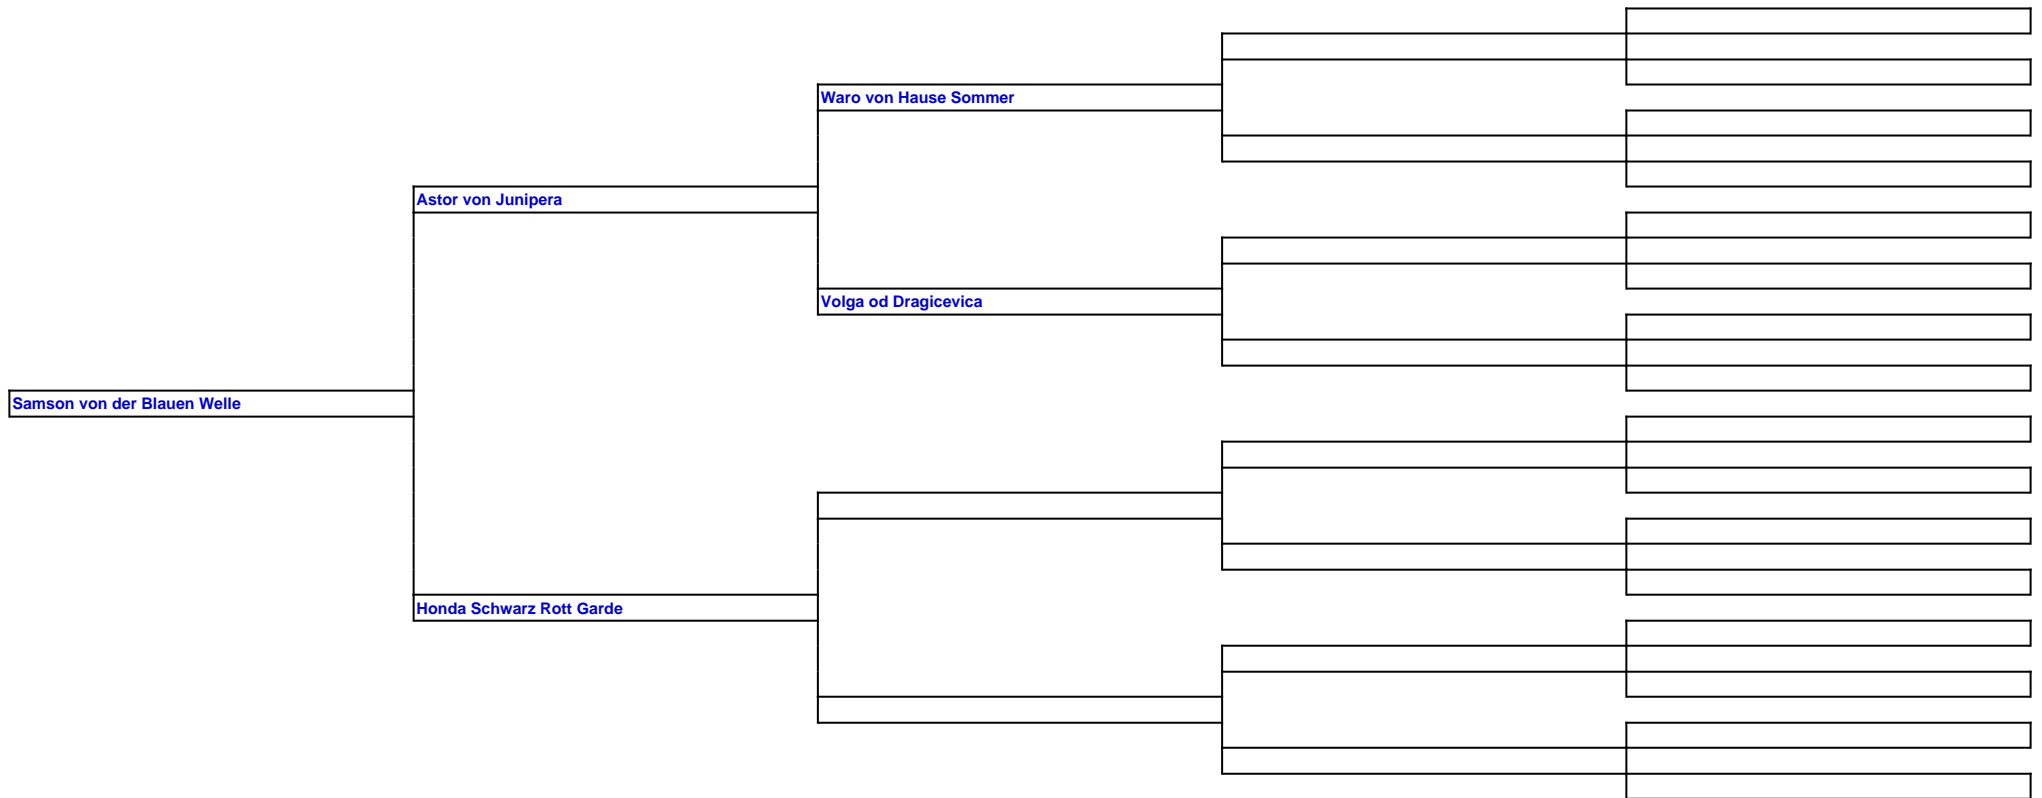 Waro von Hause Sommer
Astor von Junipera
Volga od Dragicevica
Samson von der Blauen Welle
Honda Schwarz Rott Garde